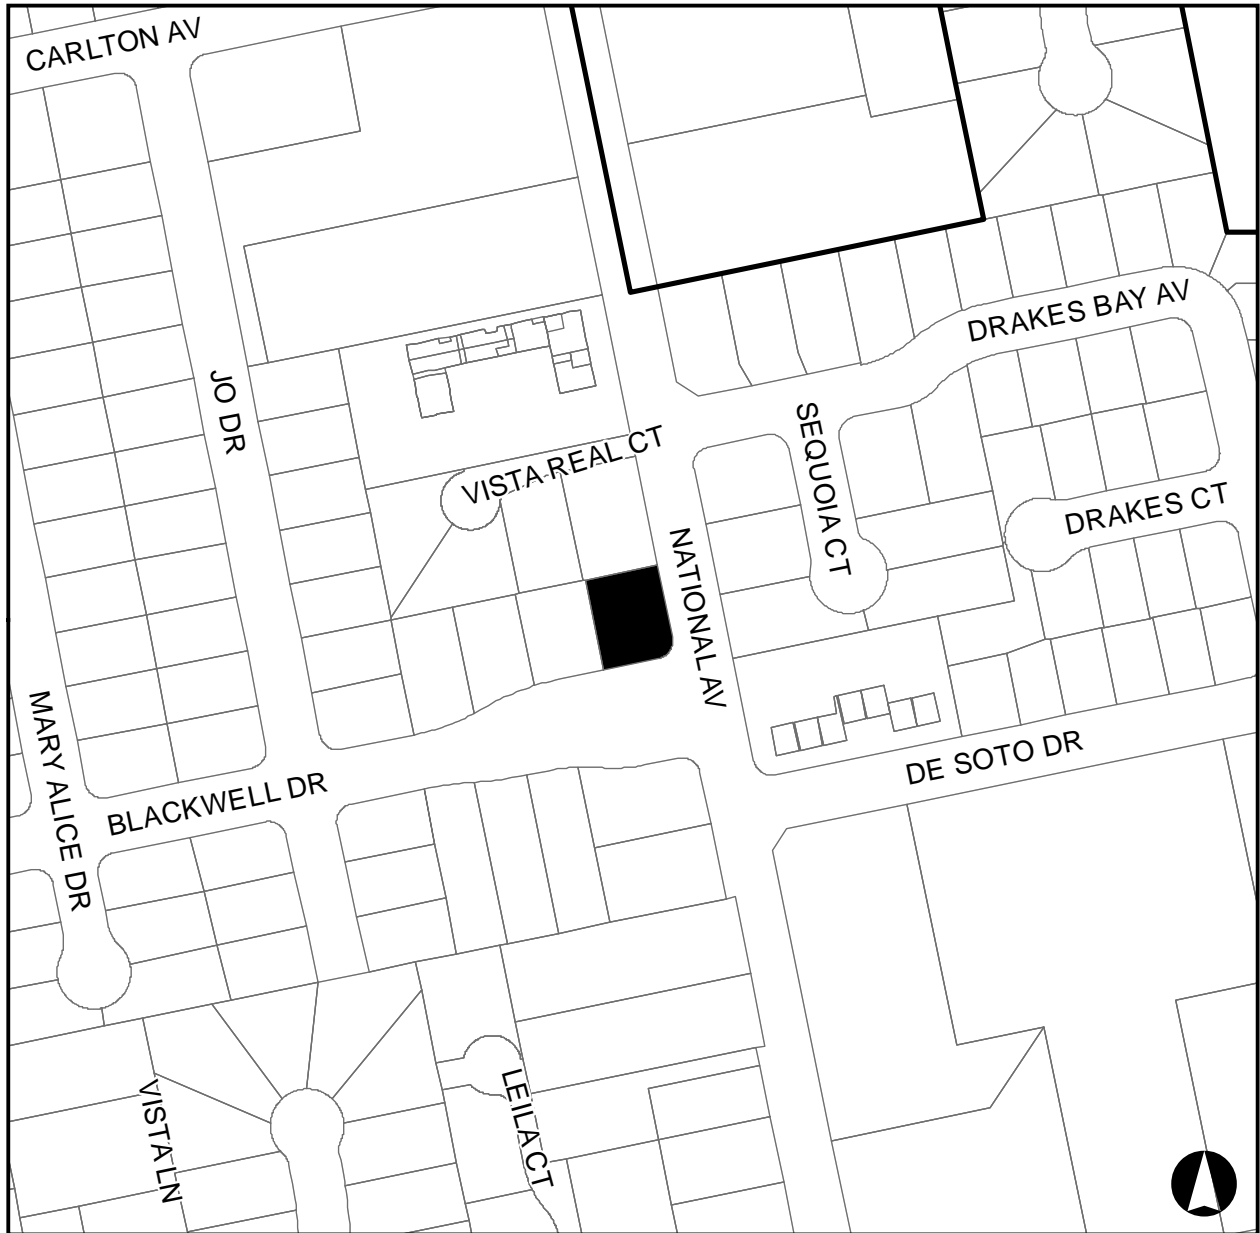 CARLTON AV
DRAKES BAY AV
JO DR
SEQUOIA CT
VISTA REAL CT
DRAKES CT
NATIONAL AV
MARY ALICE DR
DE SOTO DR
BLACKWELL DR
VISTA LN
LEILA CT